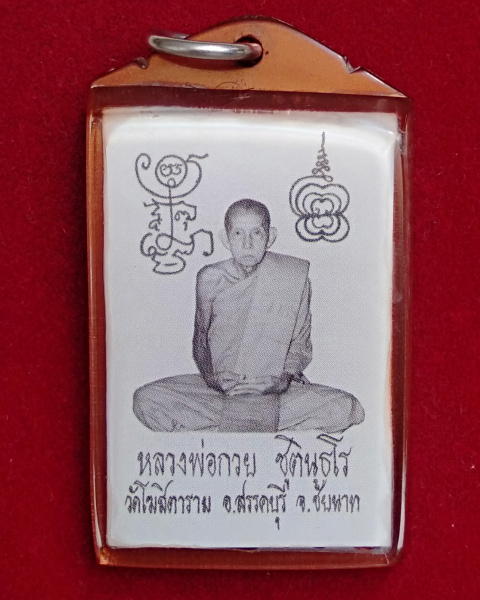 หลวงพ่อกวย ชุตินฺธโร
วัดโฆสิตาราม อ.สรรคบุรี จ.ชัยนาท